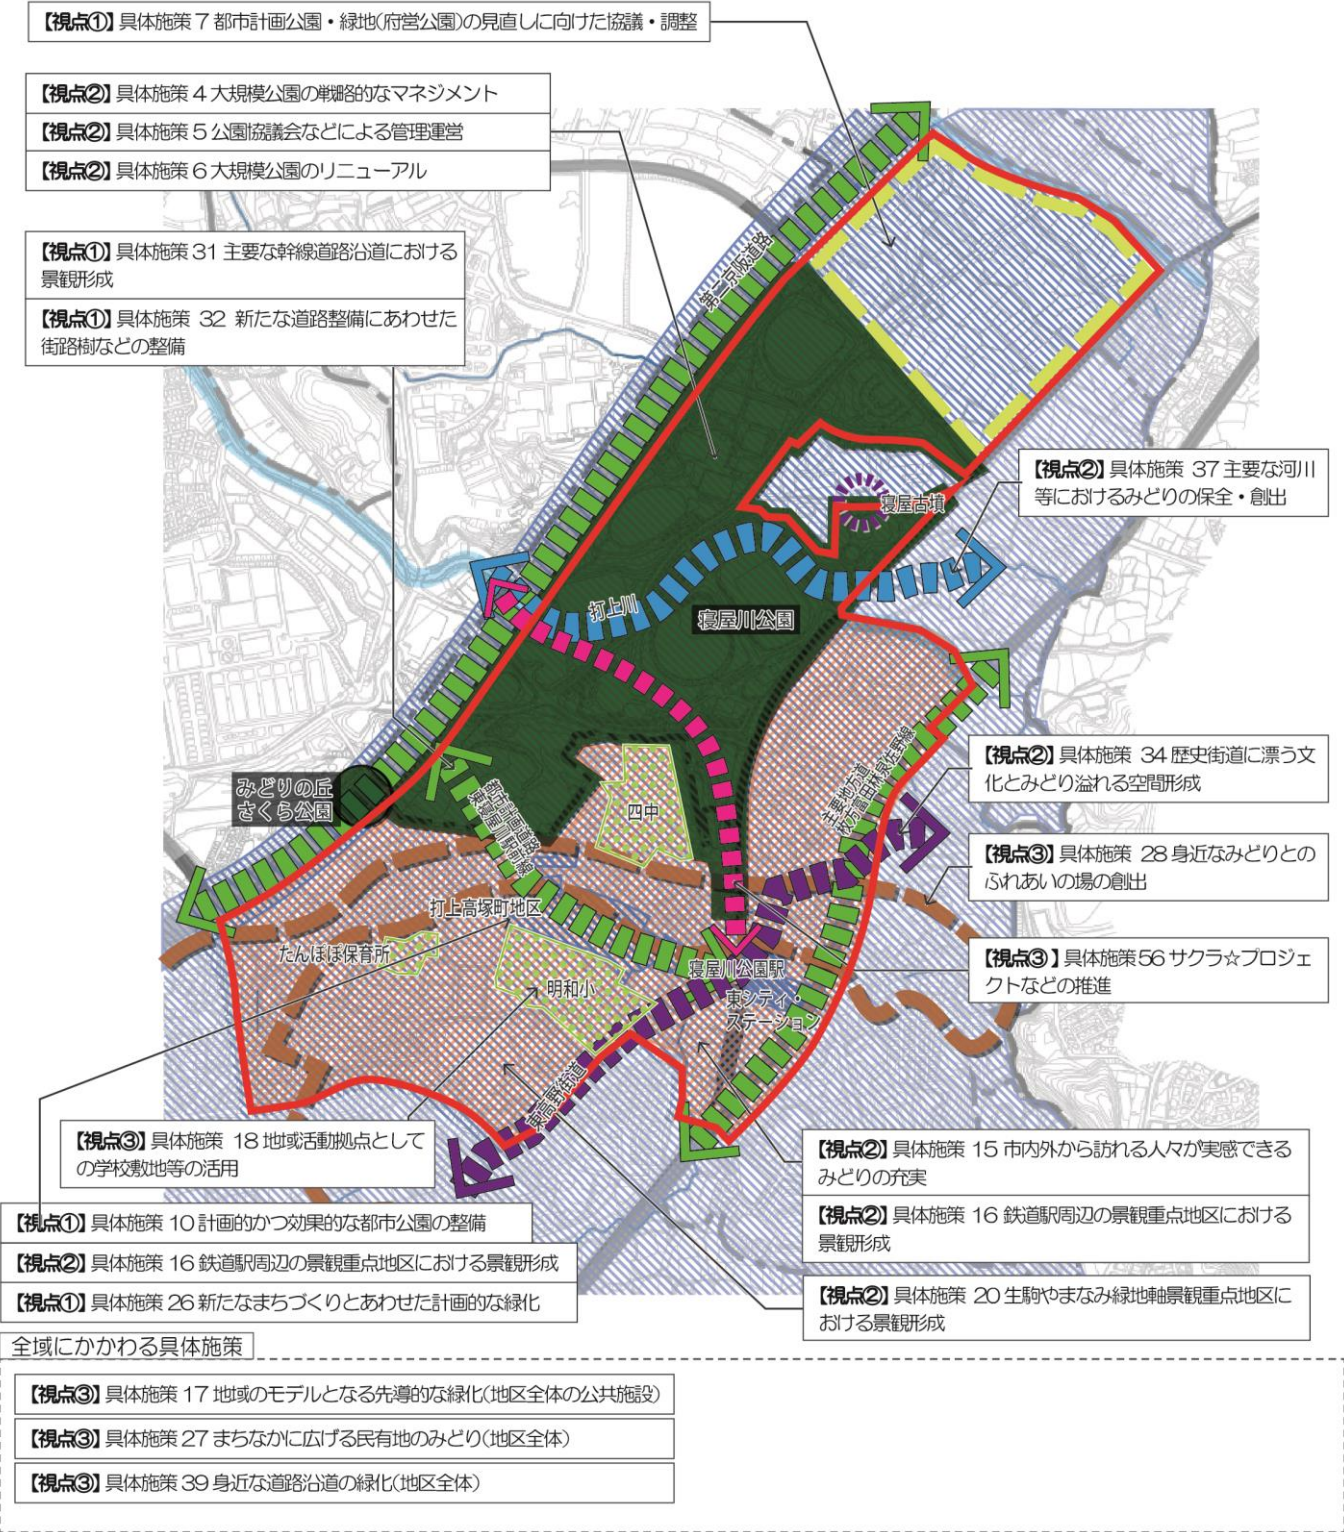 【視点①】具体施策 7 都市計画公園・緑地(府営公園)の見直しに向けた協議・調整
【視点②】具体施策 4 大規模公園の戦略的なマネジメント
【視点②】具体施策 5 公園協議会などによる管理運営
【視点②】具体施策 6 大規模公園のリニューアル
【視点①】具体施策 31 主要な幹線道路沿道における
景観形成
【視点①】具体施策 32 新たな道路整備にあわせた
街路樹などの整備
第二京阪道路
【視点②】具体施策 37 主要な河川
等におけるみどりの保全・創出
寝屋古墳
打上川
寝屋川公園
【視点②】具体施策 34 歴史街道に漂う文
化とみどり溢れる空間形成
主要地方道
枚方富田林泉佐野線
みどりの丘
さくら公園
四中
都市計画道路
東寝屋川駅前線
【視点③】具体施策 28 身近なみどりとの
ふれあいの場の創出
打上高塚町地区
たんぽぽ保育所
明和小
寝屋川公園駅
東シティ・
ステーション
【視点③】具体施策56 サクラ☆プロジェ
クトなどの推進
東高野街道
【視点③】具体施策 18 地域活動拠点として
の学校敷地等の活用
【視点②】具体施策 15 市内外から訪れる人々が実感できる
みどりの充実
【視点②】具体施策 16 鉄道駅周辺の景観重点地区における
景観形成
【視点①】具体施策 10 計画的かつ効果的な都市公園の整備
【視点②】具体施策 16 鉄道駅周辺の景観重点地区における景観形成
【視点①】具体施策 26 新たなまちづくりとあわせた計画的な緑化
【視点②】具体施策 20 生駒やまなみ緑地軸景観重点地区に
おける景観形成
全域にかかわる具体施策
【視点③】具体施策 17 地域のモデルとなる先導的な緑化(地区全体の公共施設)
【視点③】具体施策 27 まちなかに広げる民有地のみどり(地区全体)
【視点③】具体施策 39 身近な道路沿道の緑化(地区全体)